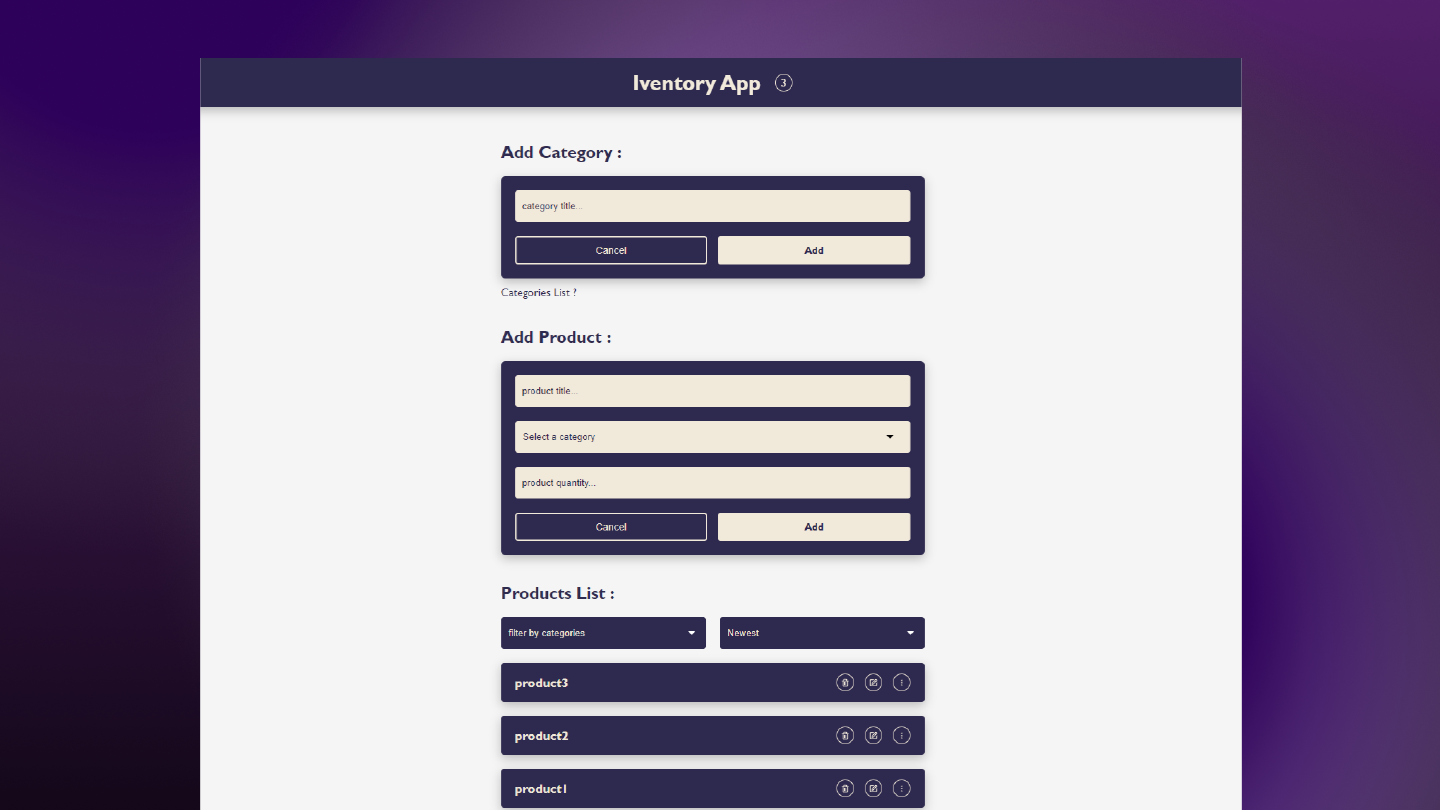 Iventory App 3
Add Category :
category title...
Cancel Add
Categories List ?
Add Product :
product title...
Select a category
product quantity...
Cancel Add
Products List :
filter by categories Newest
product3
product2
product1